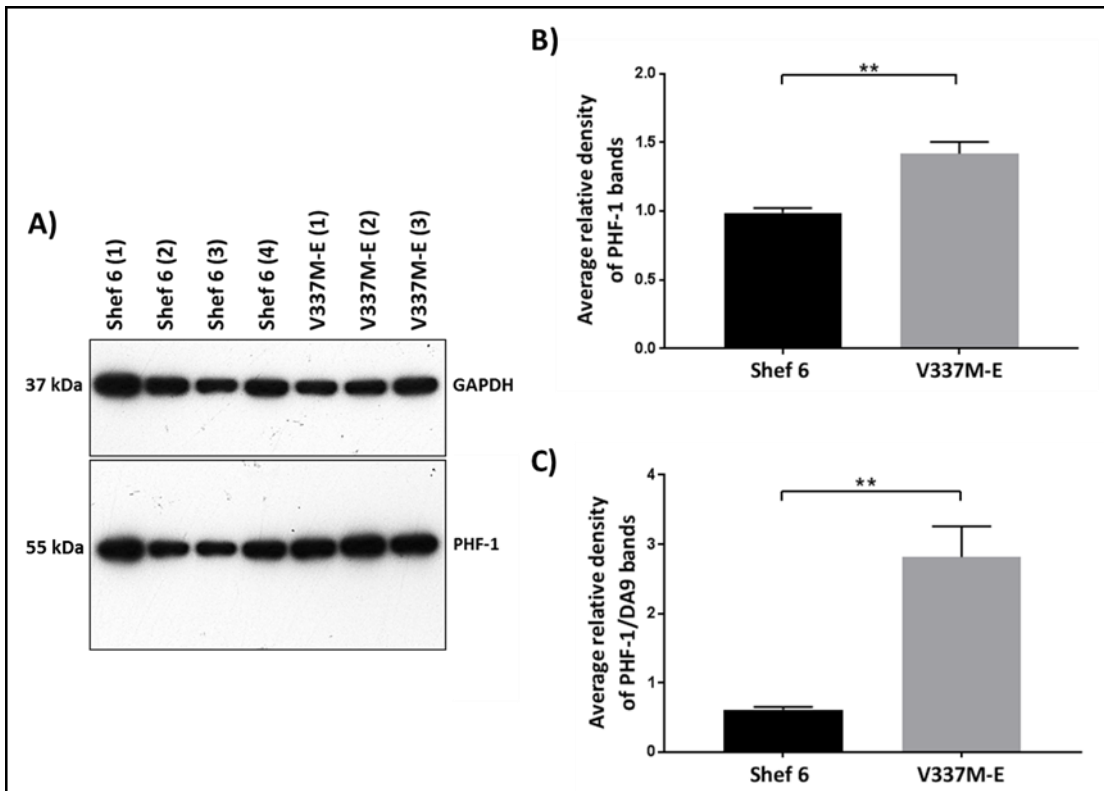 A)
Shef 6 (1)
Shef 6 (2)
Shef 6 (3)
Shef 6 (4)
V337M-E (1)
V337M-E (2)
V337M-E (3)
37 kDa
GAPDH
55 kDa
PHF-1
B)
Average relative density
of PHF-1 bands
2.0
1.5
1.0
0.5
0.0
**
Shef 6
V337M-E
C)
Average relative density
of PHF-1/DA9 bands
4
3
2
1
0
**
Shef 6
V337M-E